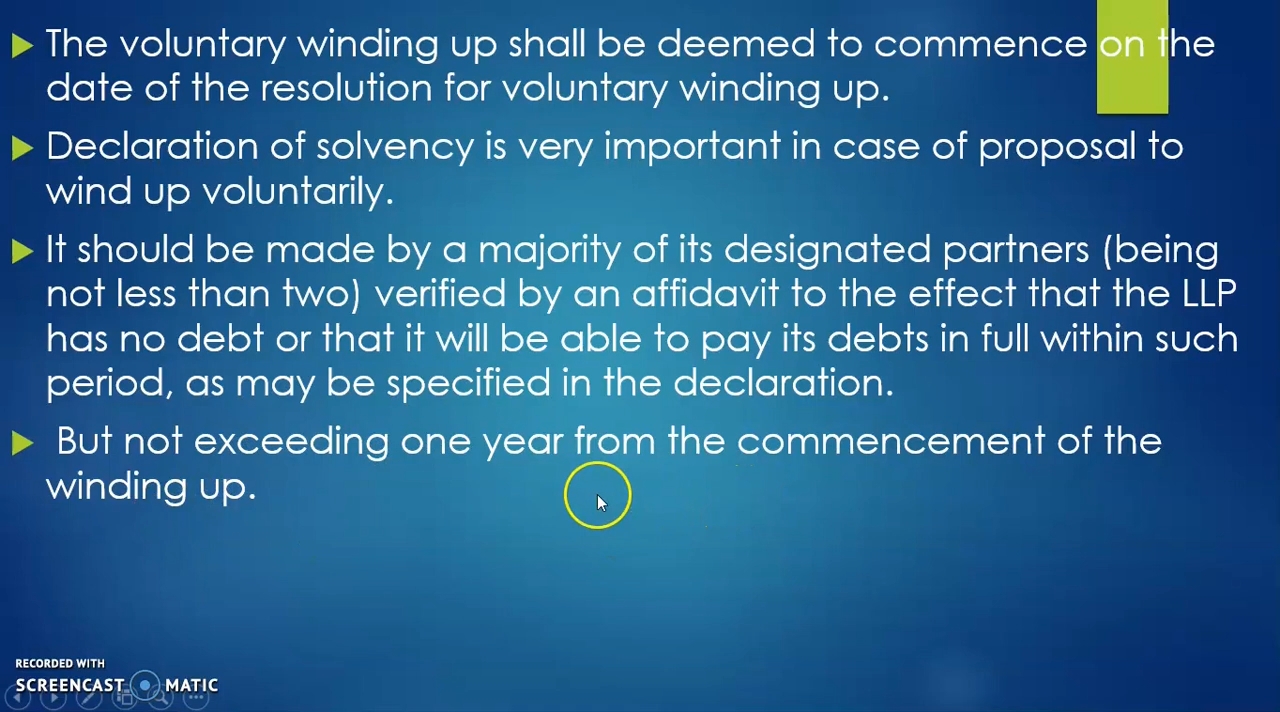 The voluntary winding up shall be deemed to commence on the
date of the resolution for voluntary winding up.
Declaration of solvency is very important in case of proposal to
wind up voluntarily.
It should be made by a majority of its designated partners (being
not less than two) verified by an affidavit to the effect that the LLP
has no debt or that it will be able to pay its debts in full within such
period, as may be specified in the declaration.
But not exceeding one year from the commencement of the
winding up.
RECORDED WITH
SCREENCAST MATIC